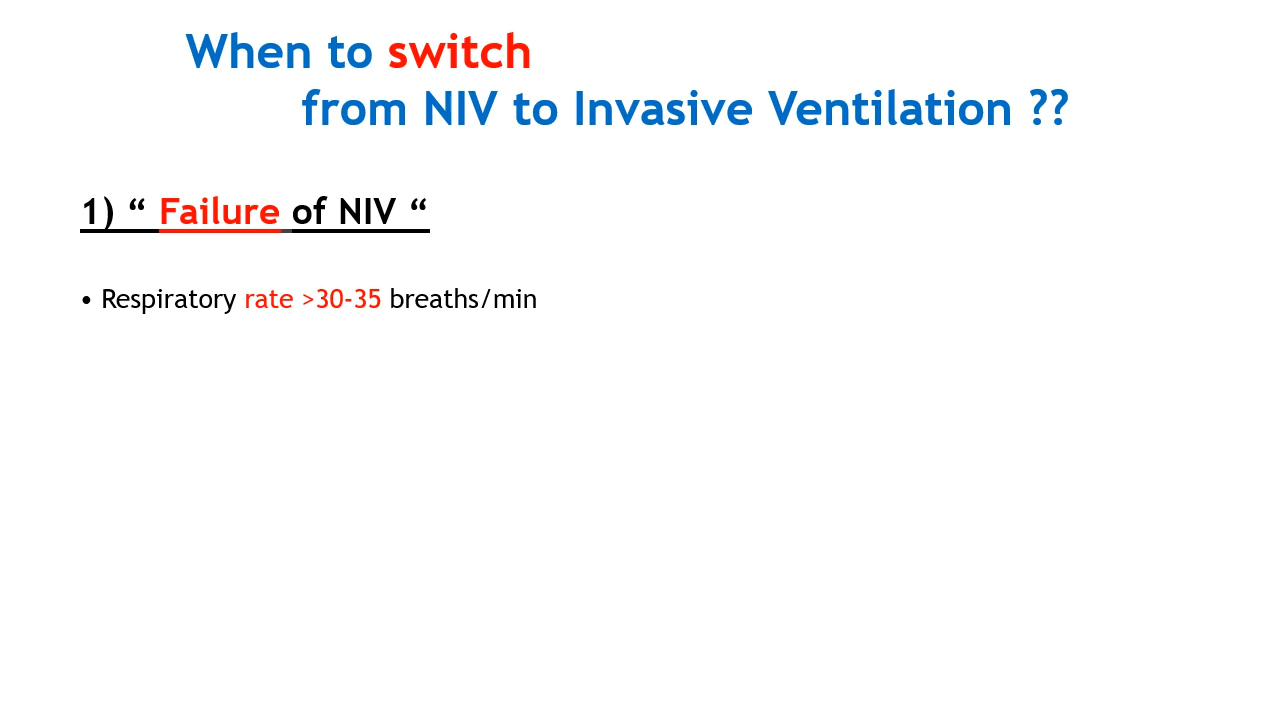 When to switch
from NIV to Invasive Ventilation ??
1) “ Failure of NIV “
• Respiratory rate >30-35 breaths/min